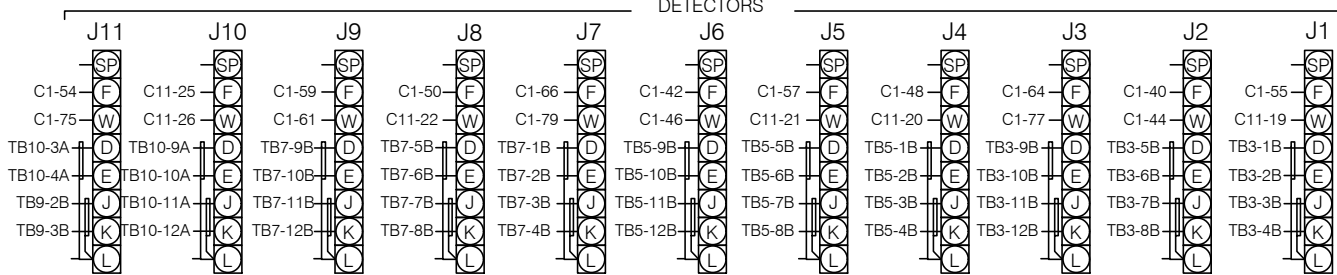 DETECTORS
J11 J10 J9 J8 J7 J6 J5 J4 J3 J2 J1
SP SP SP SP SP SP SP SP SP SP SP
C1-54 F C11-25 F C1-59 F C1-50 F C1-66 F C1-42 F C1-57 F C1-48 F C1-64 F C1-40 F C1-55 F
C1-75 W C11-26 W C1-61 W C11-22 W C1-79 W C1-46 W C11-21 W C11-20 W C1-77 W C1-44 W C11-19 W
TB10-3A D TB10-9A D TB7-9B D TB7-5B D TB7-1B D TB5-9B D TB5-5B D TB5-1B D TB3-9B D TB3-5B D TB3-1B D
TB10-4A E TB10-10A E TB7-10B E TB7-6B E TB7-2B E TB5-10B E TB5-6B E TB5-2B E TB3-10B E TB3-6B E TB3-2B E
TB9-2B J TB10-11A J TB7-11B J TB7-7B J TB7-3B J TB5-11B J TB5-7B J TB5-3B J TB3-11B J TB3-7B J TB3-3B J
TB9-3B K TB10-12A K TB7-12B K TB7-8B K TB7-4B K TB5-12B K TB5-8B K TB5-4B K TB3-12B K TB3-8B K TB3-4B K
L L L L L L L L L L L